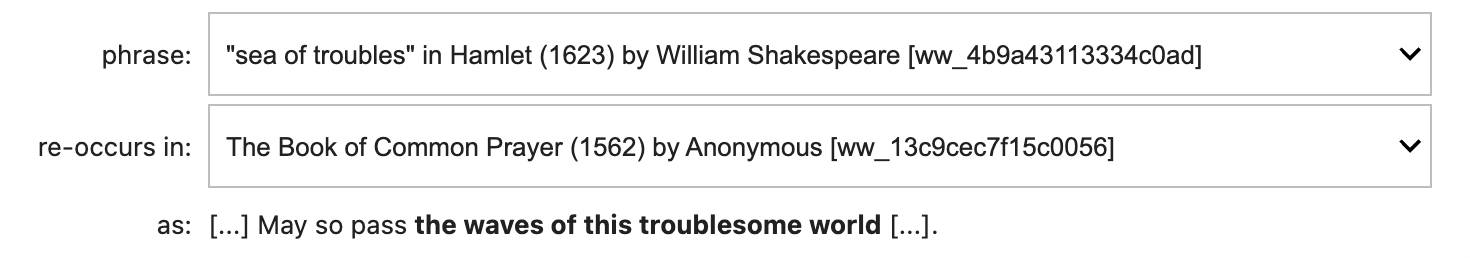 phrase: "sea of troubles" in Hamlet (1623) by William Shakespeare [ww_4b9a43113334c0ad]
re-occurs in: The Book of Common Prayer (1562) by Anonymous [ww_13c9cec7f15c0056]
as: [...] May so pass the waves of this troublesome world [...].